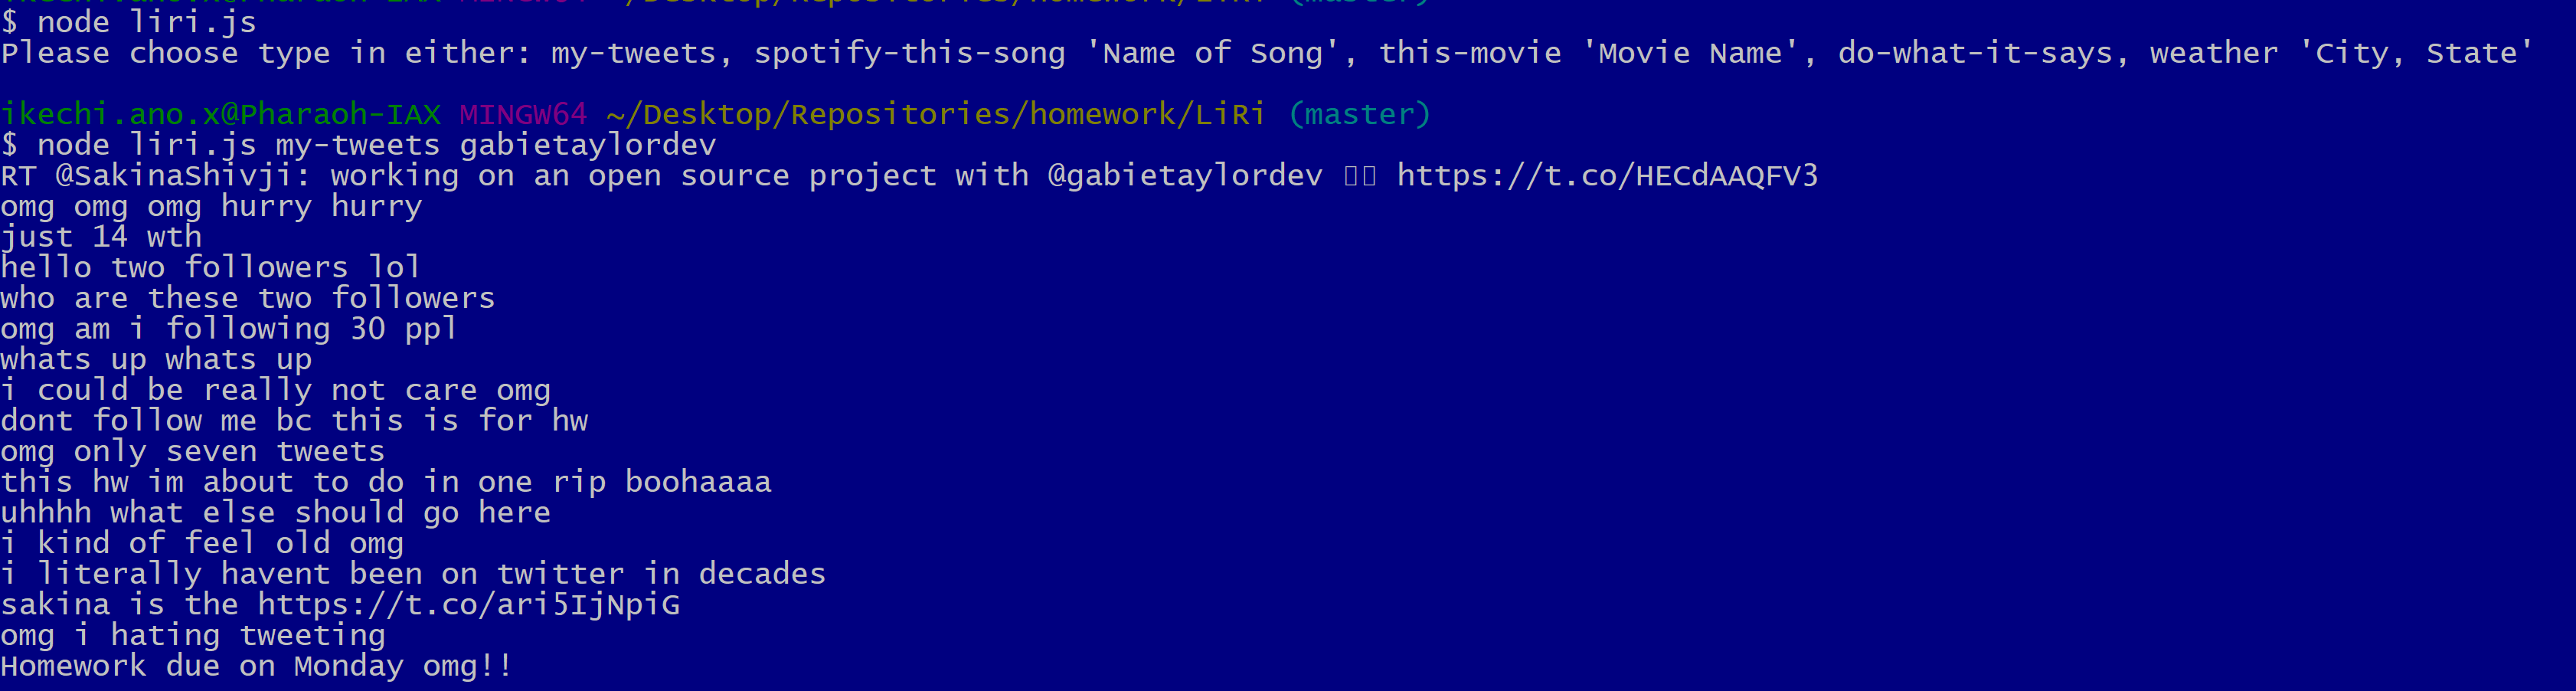 $ node liri.js
Please choose type in either: my-tweets, spotify-this-song 'Name of Song', this-movie 'Movie Name', do-what-it-says, weather 'City, State'
ikechi.ano.x@Pharaoh-IAX MINGW64 ~/Desktop/Repositories/homework/LiRi (master)
$ node liri.js my-tweets gabietaylordev
RT @SakinaShivji: working on an open source project with @gabietaylordev https://t.co/HECdAAQFV3
omg omg omg hurry hurry
just 14 wth
hello two followers lol
who are these two followers
omg am i following 30 ppl
whats up whats up
i could be really not care omg
dont follow me bc this is for hw
omg only seven tweets
this hw im about to do in one rip boohaaaa
uhhhh what else should go here
i kind of feel old omg
i literally havent been on twitter in decades
sakina is the https://t.co/ari5IjNpiG
omg i hating tweeting
Homework due on Monday omg!!